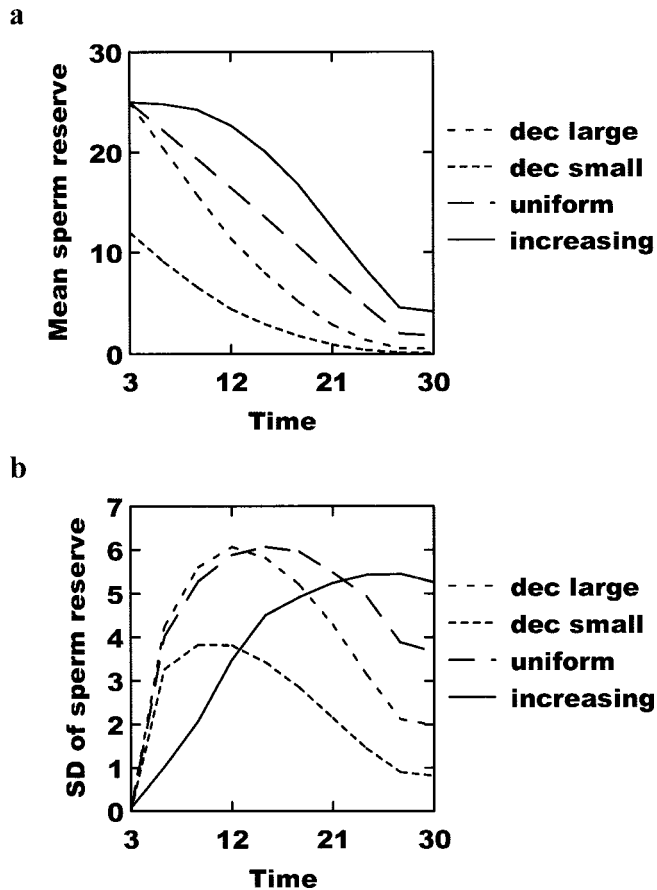 a
30
20
10
0
Mean sperm reserve
3 12 21 30
Time
dec large
dec small
uniform
increasing
b
7
6
5
4
3
2
1
0
SD of sperm reserve
3 12 21 30
Time
dec large
dec small
uniform
increasing